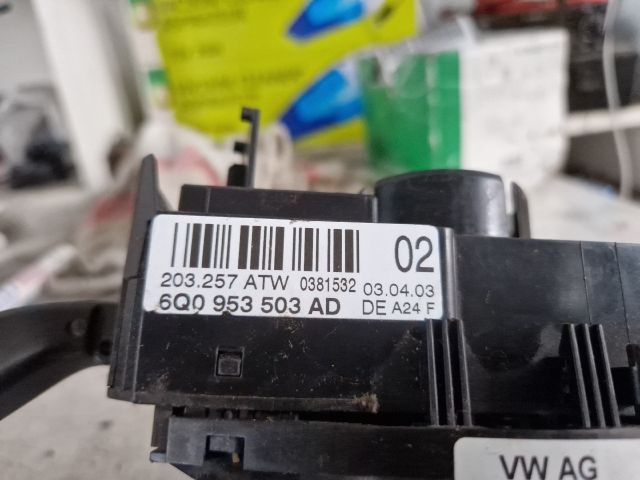 02
203.257 ATW 0381532 03.04.03
6Q0 953 503 AD DE A24 F
VW AG